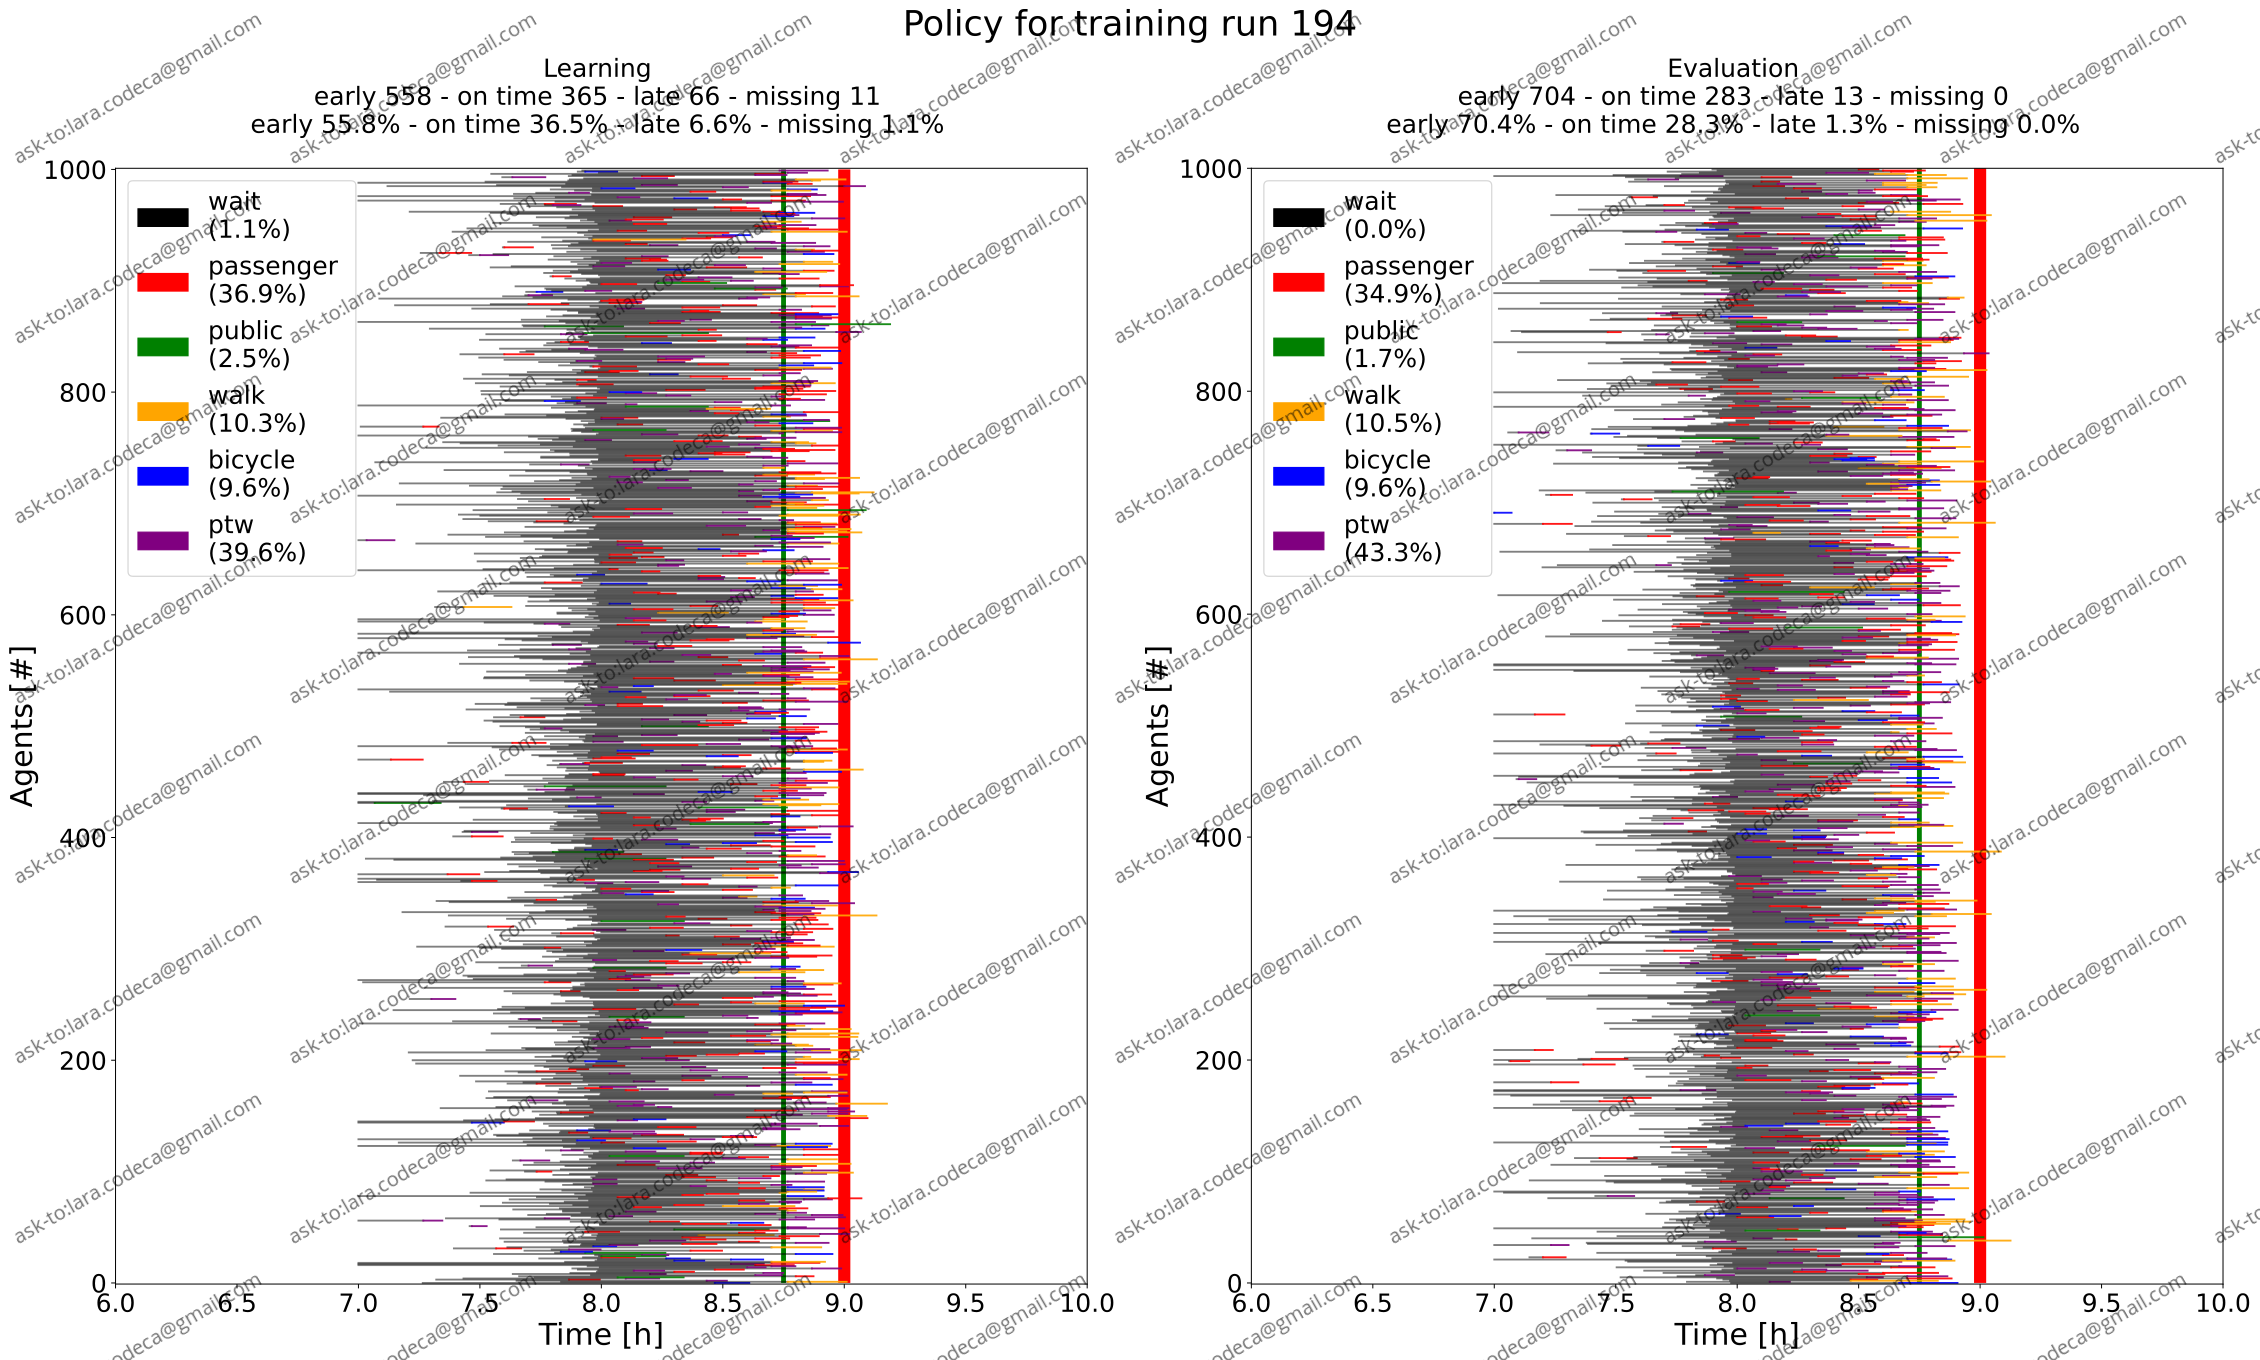 Policy for training run 194
Learning
early 558 - on time 365 - late 66 - missing 11
early 55.8% - on time 36.5% - late 6.6% - missing 1.1%
Evaluation
early 704 - on time 283 - late 13 - missing 0
early 70.4% - on time 28.3% - late 1.3% - missing 0.0%
wait
(1.1%)
passenger
(36.9%)
public
(2.5%)
walk
(10.3%)
bicycle
(9.6%)
ptw
(39.6%)
1000
800
600
400
200
0
Agents [#]
6.0 6.5 7.0 7.5 8.0 8.5 9.0 9.5 10.0
Time [h]
wait
(0.0%)
passenger
(34.9%)
public
(1.7%)
walk
(10.5%)
bicycle
(9.6%)
ptw
(43.3%)
1000
800
600
400
200
0
Agents [#]
6.0 6.5 7.0 7.5 8.0 8.5 9.0 9.5 10.0
Time [h]
ask-to:lara.codeca@gmail.com